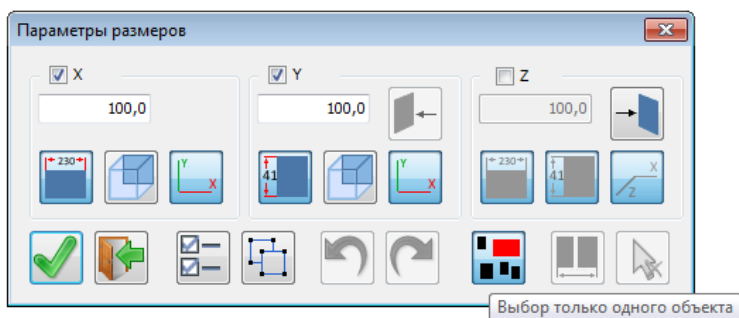 Параметры размеров
X
Y
Z
100,0
100,0
100,0
230
Y
X
41
Y
X
230
41
X
Z
Выбор только одного объекта